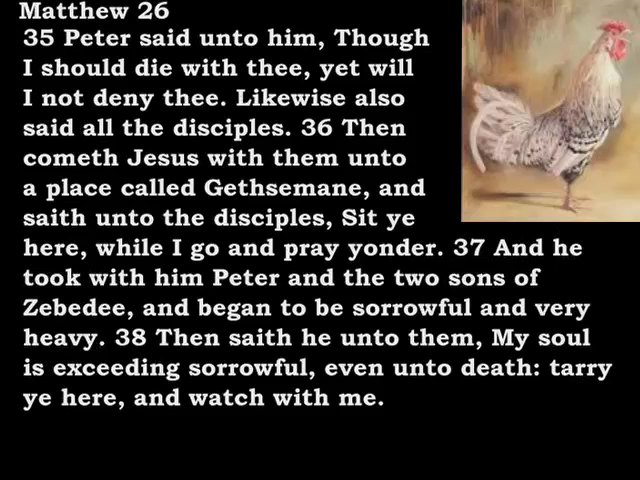 Matthew 26
35 Peter said unto him, Though
I should die with thee, yet will
I not deny thee. Likewise also
said all the disciples. 36 Then
cometh Jesus with them unto
a place called Gethsemane, and
saith unto the disciples, Sit ye
here, while I go and pray yonder. 37 And he
took with him Peter and the two sons of
Zebedee, and began to be sorrowful and very
heavy. 38 Then saith he unto them, My soul
is exceeding sorrowful, even unto death: tarry
ye here, and watch with me.